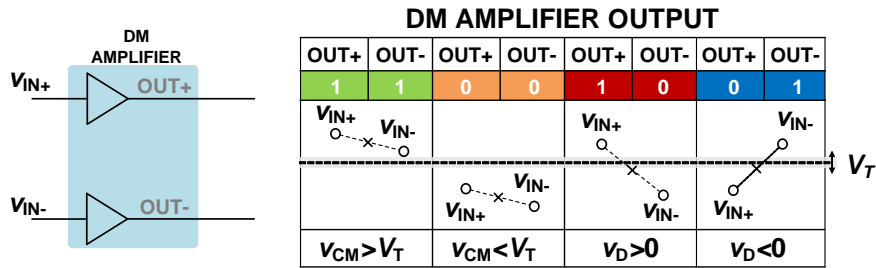 DM AMPLIFIER OUTPUT
DM
AMPLIFIER
vIN+
OUT+
vIN-
OUT-
OUT+ OUT- OUT+ OUT- OUT+ OUT- OUT+ OUT-
1 1 0 0 1 0 0 1
vIN+ vIN- vIN+ vIN-
VT
vIN+ vIN- vIN- vIN+
vCM>VT vCM<VT vD>0 vD<0